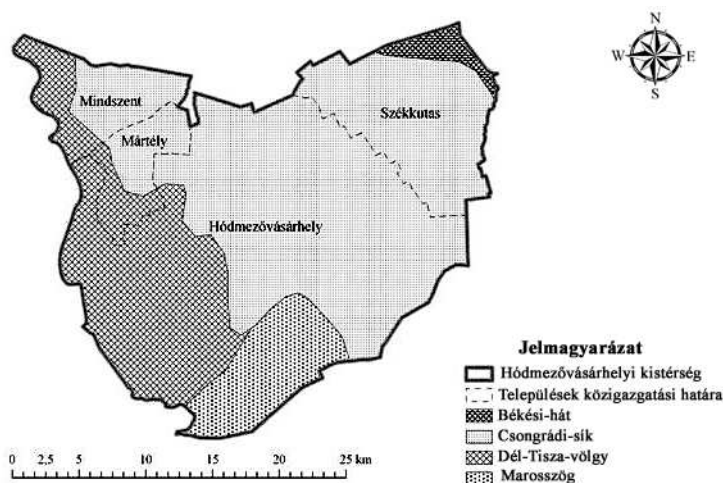 N
W E
S
Mindszent
Székkutas
Mártély
Hódmezővásárhely
Jelmagyarázat
Hódmezővásárhelyi kistérség
Települések közigazgatási határa
Békési-hát
Csongrádi-sík
Dél-Tisza-völgy
Marosszög
0 2,5 5 10 15 20 25 km